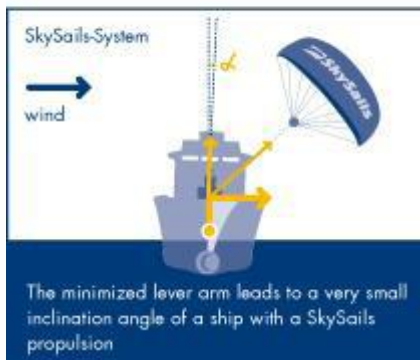 SkySails-System
α
wind
SkySails
The minimized lever arm leads to a very small
inclination angle of a ship with a SkySails
propulsion